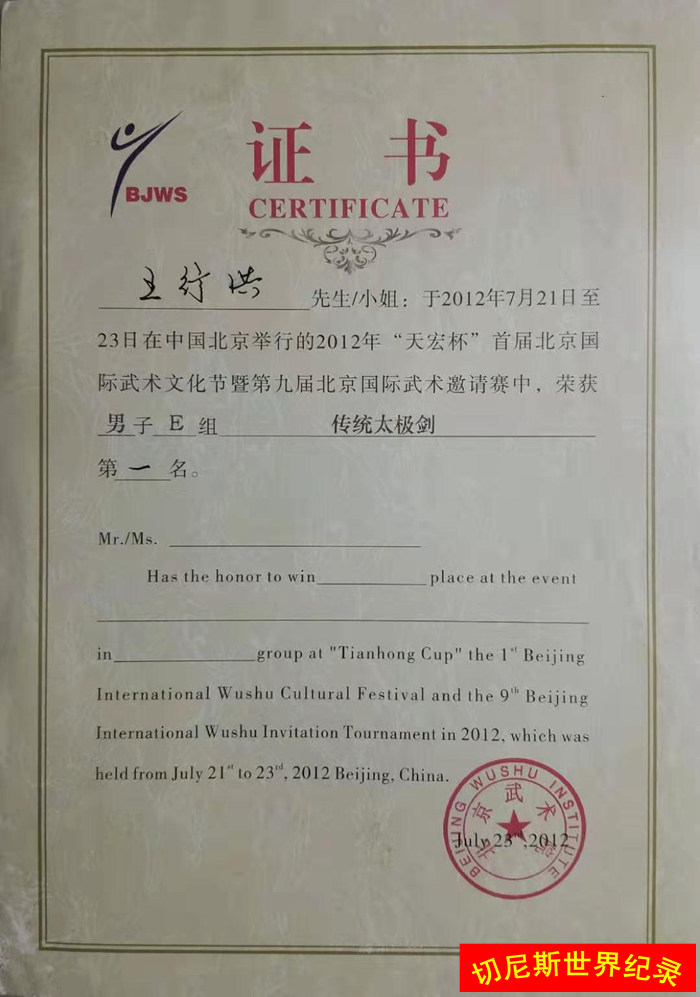 BJWS
证书
CERTIFICATE
王行洪 先生/小姐：于2012年7月21日至
23日在中国北京举行的2012年“天宏杯”首届北京国
际武术文化节暨第九届北京国际武术邀请赛中，荣获
男子 E 组 传统太极剑
第一名。
Mr./Ms.
Has the honor to win place at the event
in group at "Tianhong Cup" the 1st Beijing
International Wushu Cultural Festival and the 9th Beijing
International Wushu Invitation Tournament in 2012, which was
held from July 21st to 23rd, 2012 Beijing, China.
BEIJING WUSHU INSTITUTE
北京武术院
July 23rd,2012
切尼斯世界纪录